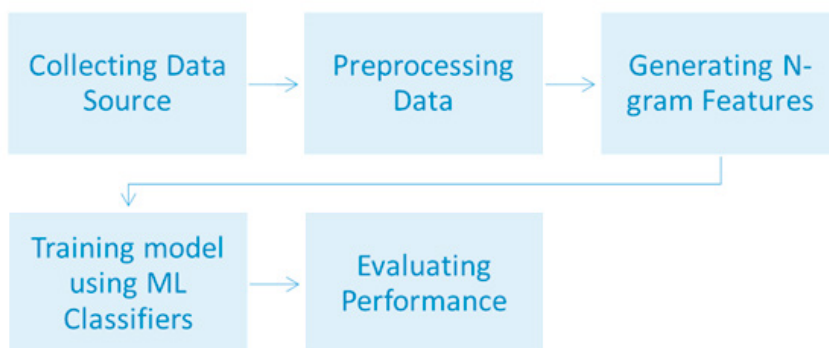 Collecting Data
Source
Preprocessing
Data
Generating N-
gram Features
Training model
using ML
Classifiers
Evaluating
Performance